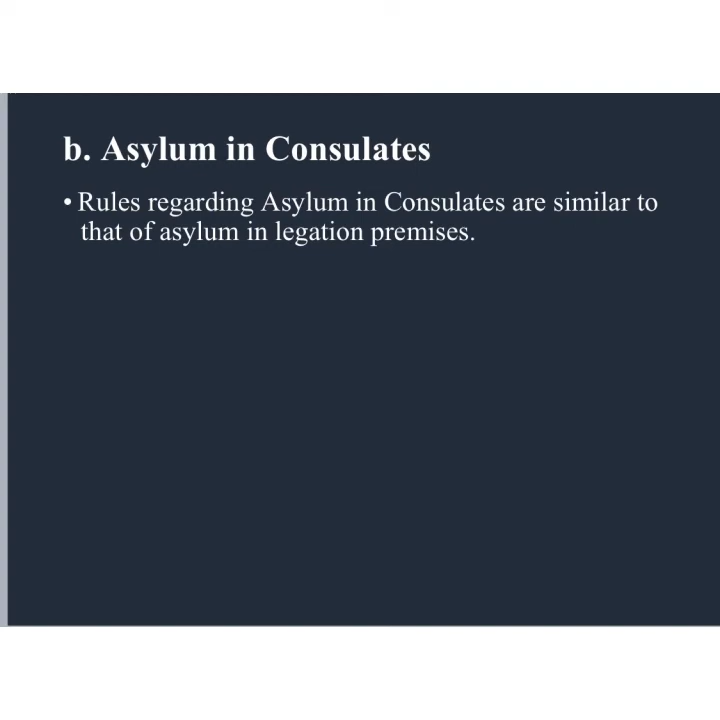 b. Asylum in Consulates
• Rules regarding Asylum in Consulates are similar to
that of asylum in legation premises.